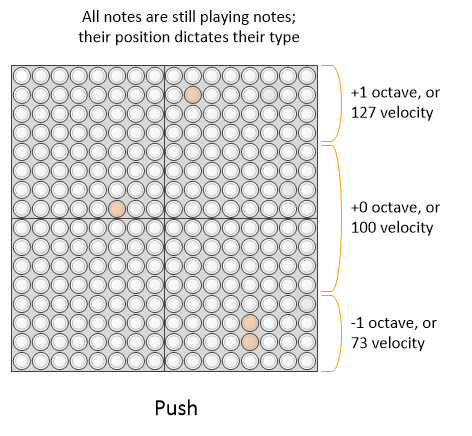 All notes are still playing notes;
their position dictates their type
+1 octave, or
127 velocity
+0 octave, or
100 velocity
-1 octave, or
73 velocity
Push